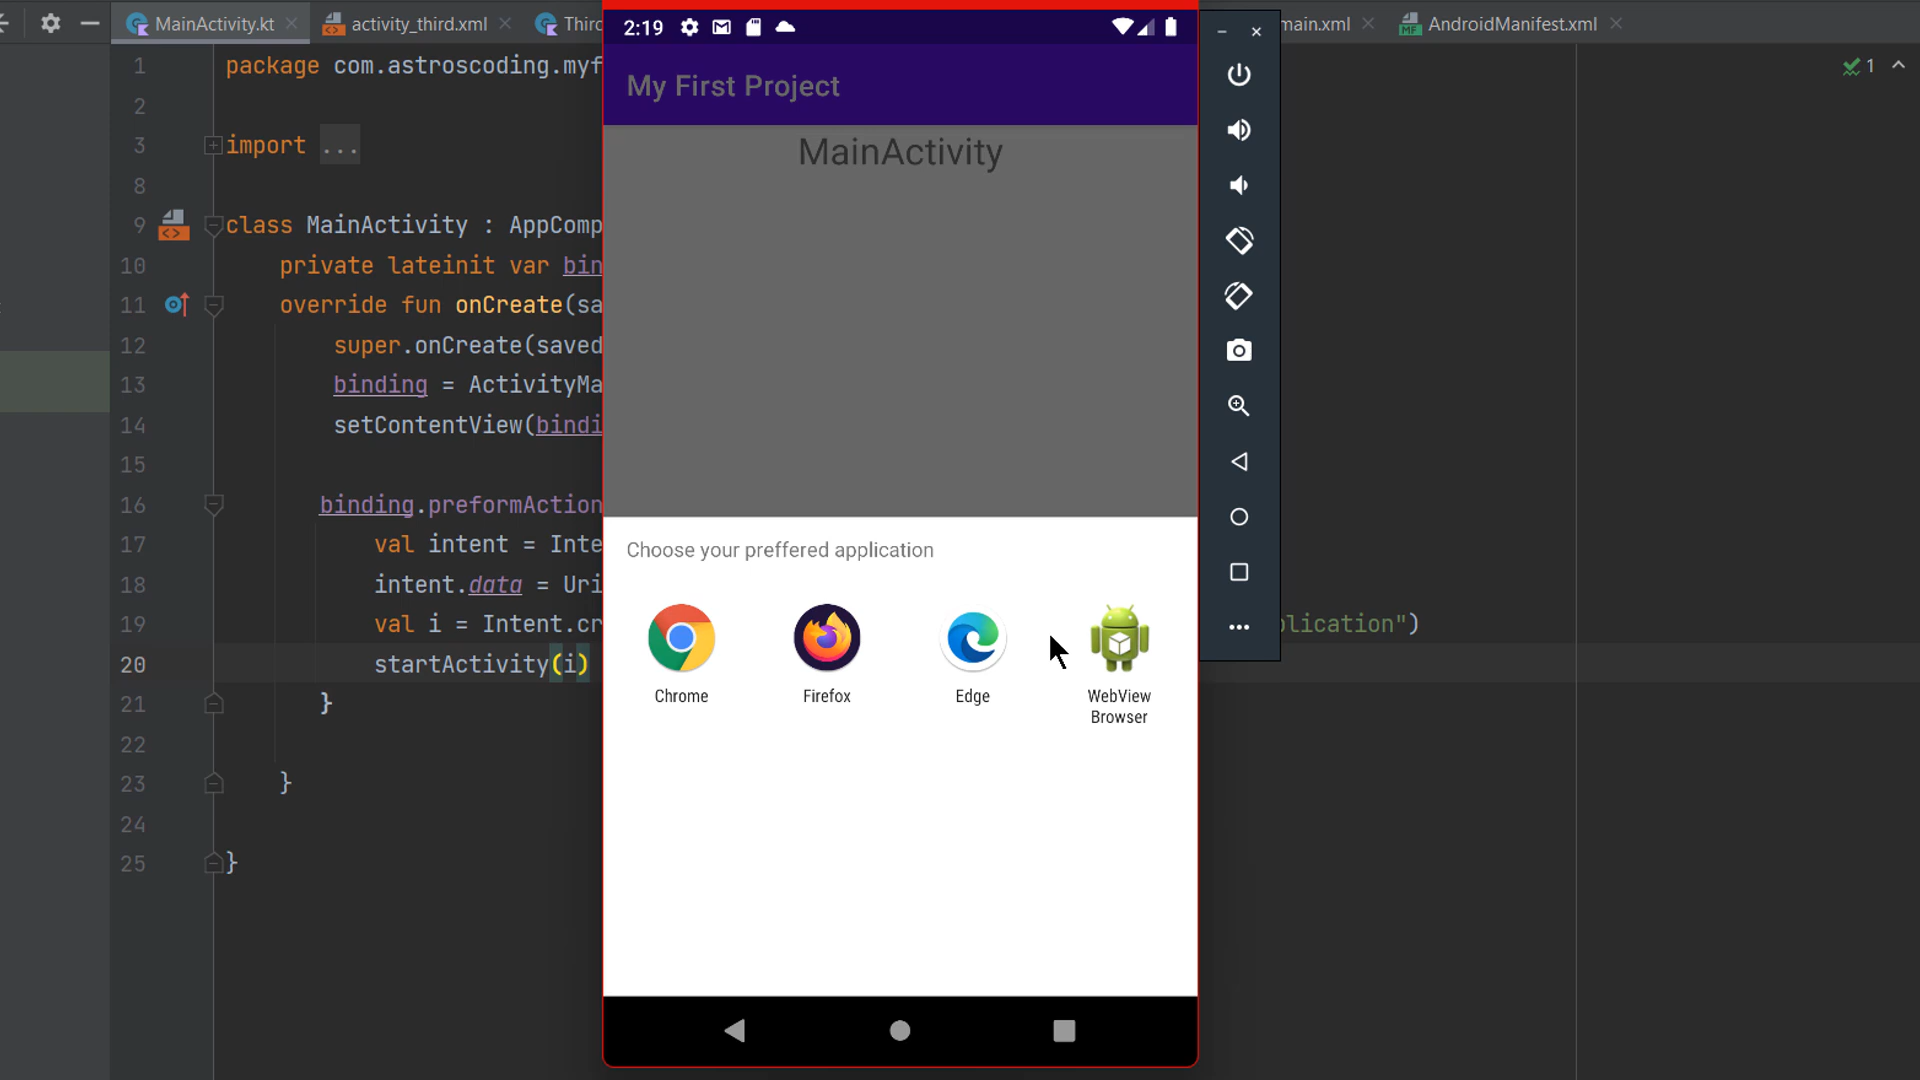 MainActivity.kt
activity_third.xml
Third
main.xml
AndroidManifest.xml
1 package com.astroscoding.myf
2
3 import ...
8
9 class MainActivity : AppComp
10 private lateinit var bin
11 override fun onCreate(sa
12 super.onCreate(saved
13 binding = ActivityMa
14 setContentView(bindi
15
16 binding.preformAction
17 val intent = Inte
18 intent.data = Uri
19 val i = Intent.cr
plication")
20 startActivity(i)
21 }
22
23 }
24
25 }
1
2:19
My First Project
MainActivity
Choose your preffered application
Chrome
Firefox
Edge
WebView
Browser